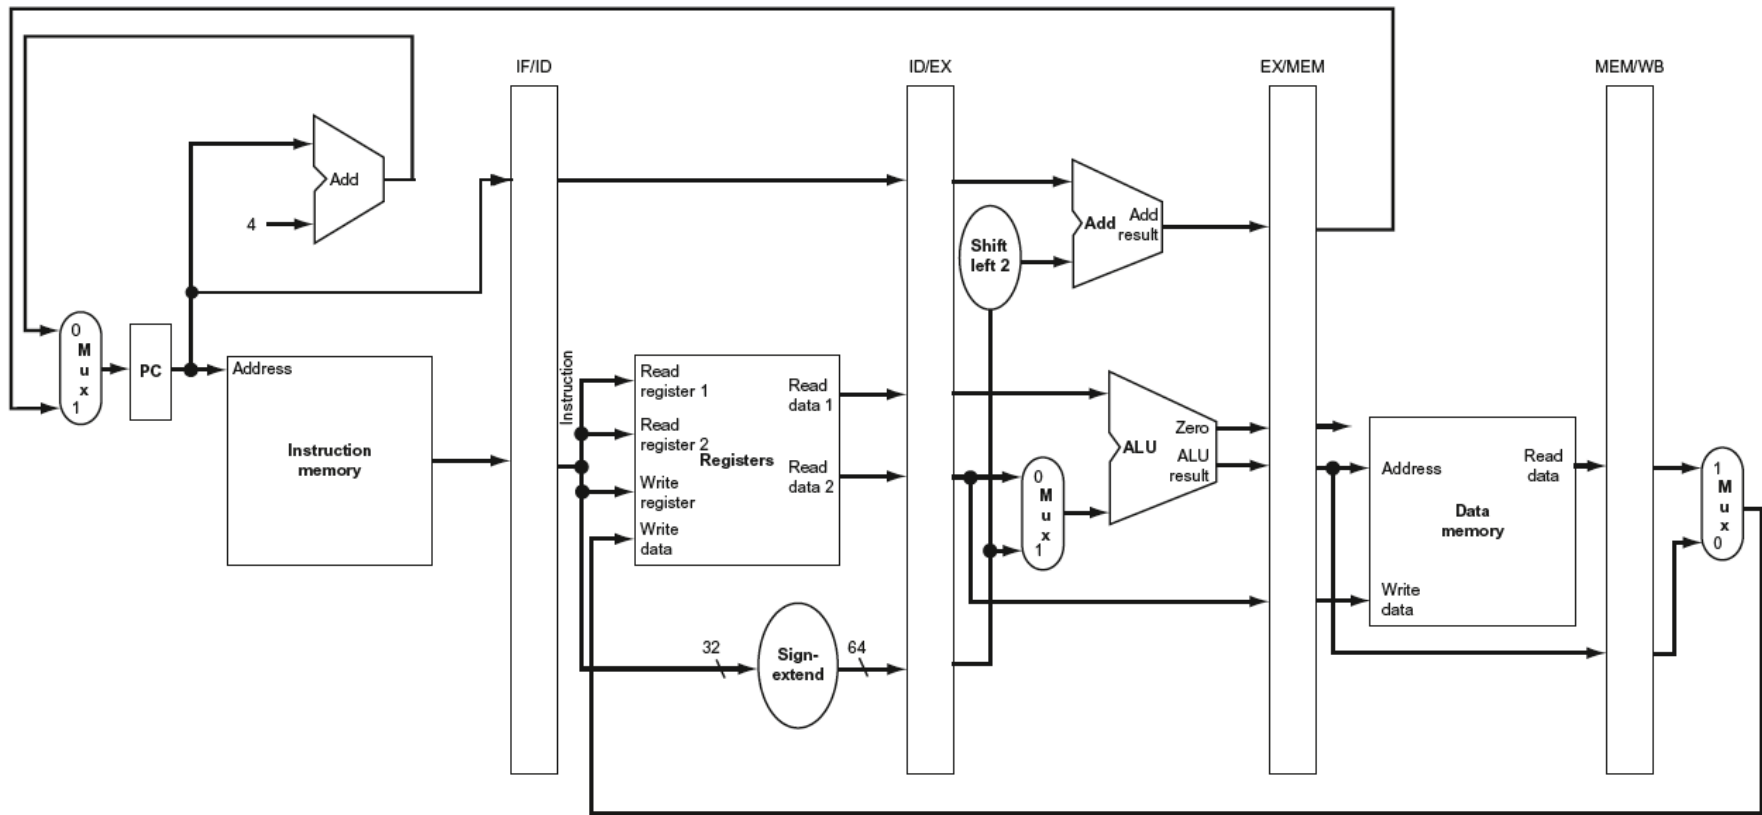 IF/ID
ID/EX
EX/MEM
MEM/WB
Add
4
Add
Add
result
Shift
left 2
0
M
u
x
1
PC
Address
Instruction
memory
Instruction
Read
register 1
Read
register 2
Write
register
Write
data
Registers
Read
data 1
Read
data 2
32
Sign-
extend
64
0
M
u
x
1
ALU
Zero
ALU
result
Address
Read
data
Data
memory
Write
data
1
M
u
x
0